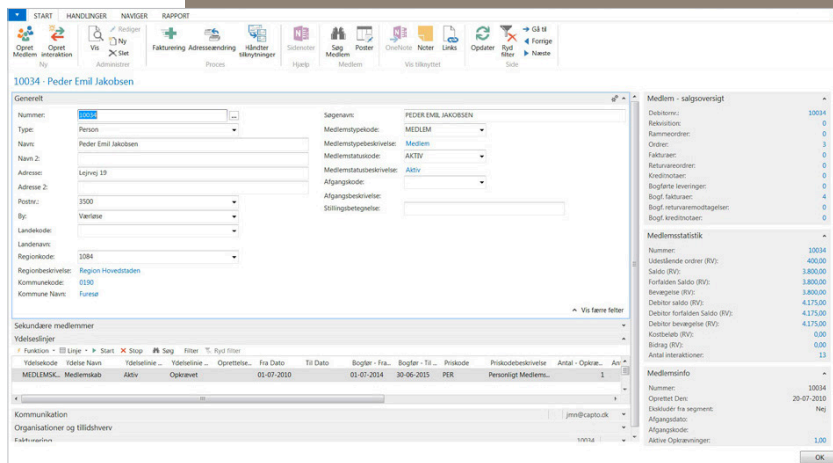 START HANDLINGER NAVIGER RAPPORT
Opret Medlem
Opret interaktion
Ny
Vis
Rediger
Ny
Slet
Administrer
Fakturering
Adresseændring
Håndter tilknytninger
Proces
Sidenoter
Hjælp
Søg Medlem
Poster
Medlem
OneNote
Noter
Links
Vis tilknyttet
Opdater
Ryd filter
Gå til
Forrige
Næste
Side
10034 · Peder Emil Jakobsen
Generelt
Nummer: 10034
Type: Person
Navn: Peder Emil Jakobsen
Navn 2:
Adresse: Lejrvej 19
Adresse 2:
Postnr.: 3500
By: Værløse
Landekode:
Landenavn:
Regionkode: 1084
Regionbeskrivelse: Region Hovedstaden
Kommunekode: 0190
Kommune Navn: Furesø
Søgenavn: PEDER EMIL JAKOBSEN
Medlemstypekode: MEDLEM
Medlemstypebeskrivelse: Medlem
Medlemstatuskode: AKTIV
Medlemstatusbeskrivelse: Aktiv
Afgangskode:
Afgangsbeskrivelse:
Stillingsbetegnelse:
Vis færre felter
Sekundære medlemmer
Ydelseslinjer
Funktion Linje Start Stop Søg Filter Ryd filter
Ydelsekode Ydelse Navn Ydelselinie ... Ydelselinie ... Oprettelse... Fra Dato Til Dato Bogfør - Fra... Bogfør - Til ... Priskode Priskodebeskrivelse Antal - Opkræ...
MEDLEMSK... Medlemskab Aktiv Opkrævet 01-07-2010 01-07-2014 30-06-2015 PER Personligt Medlems... 1
Kommunikation jmn@capto.dk
Organisationer og tillidshverv
Fakturering 10034
Medlem - salgsoversigt
Debitornr.: 10034
Rekvisition: 0
Rammeordrer: 0
Ordrer: 3
Fakturaer: 0
Returvareordrer: 0
Kreditnotaer: 0
Bogførte leveringer: 0
Bogf. fakturaer: 4
Bogf. returvaremodtagelser: 0
Bogf. kreditnotaer: 0
Medlemsstatistik
Nummer: 10034
Udestående ordrer (RV): 400,00
Saldo (RV): 3.800,00
Forfalden Saldo (RV): 3.800,00
Bevægelse (RV): 3.800,00
Debitor saldo (RV): 4.175,00
Debitor forfalden Saldo (RV): 4.175,00
Debitor bevægelse (RV): 4.175,00
Kostbeløb (RV): 0,00
Bidrag (RV): 0,00
Antal interaktioner: 13
Medlemsinfo
Nummer: 10034
Oprettet Den: 20-07-2010
Ekskludér fra segment: Nej
Afgangsdato:
Afgangskode:
Aktive Opkrævninger: 1,00
OK